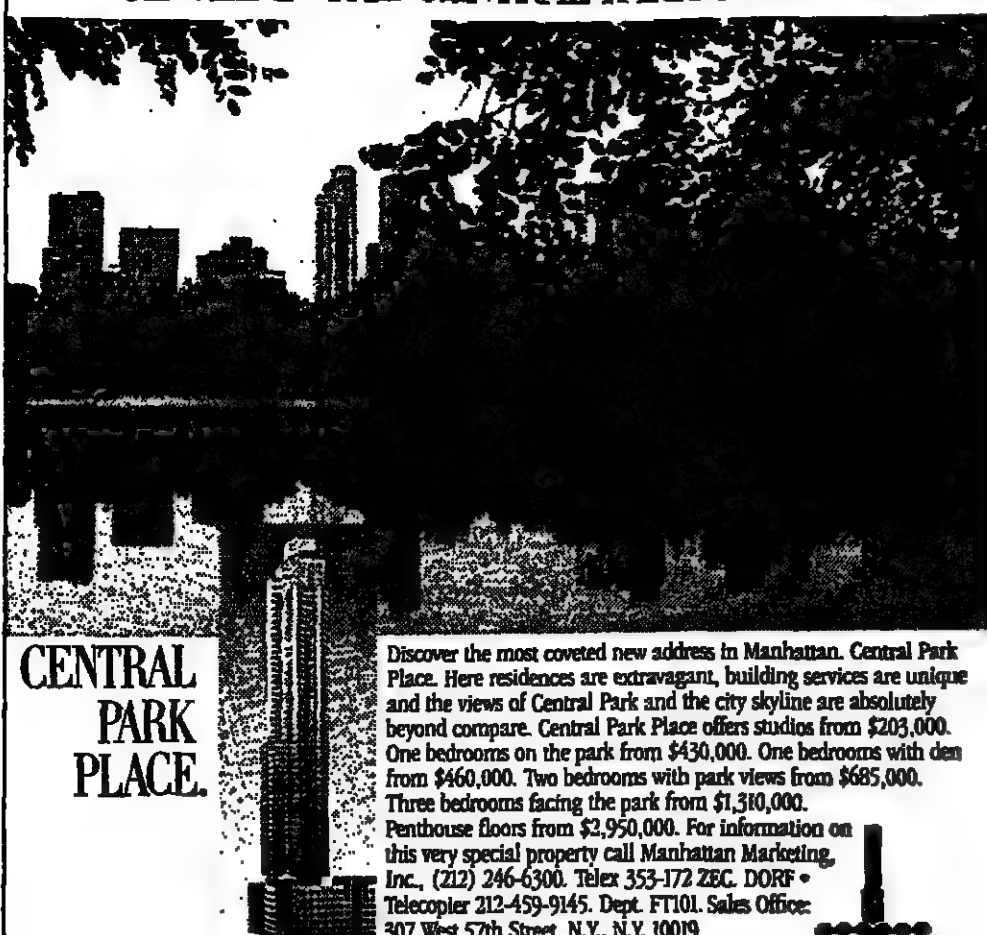 CENTRAL
PARK
PLACE.
Discover the most coveted new address in Manhattan. Central Park
Place. Here residences are extravagant, building services are unique
and the views of Central Park and the city skyline are absolutely
beyond compare. Central Park Place offers studios from $203,000.
One bedrooms on the park from $430,000. One bedrooms with den
from $460,000. Two bedrooms with park views from $685,000.
Three bedrooms facing the park from $1,310,000.
Penthouse floors from $2,950,000. For information on
this very special property call Manhattan Marketing,
Inc., (212) 246-6300. Telex 353-172 ZEC. DORF •
Telecopier 212-459-9145. Dept. FT101. Sales Office:
307 West 57th Street, N.Y., N.Y. 10019